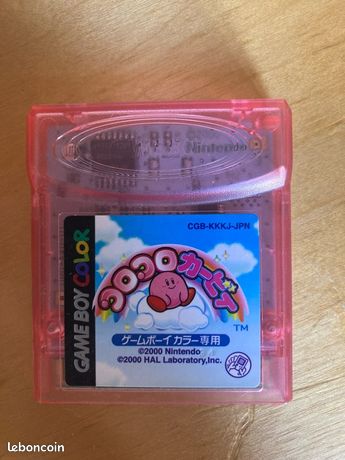 Nintendo
CGB-KKKJ-JPN
GAME BOY COLOR
コロコロカービィ
TM
ゲームボーイカラー専用
©2000 Nintendo
©2000 HAL Laboratory,Inc.
leboncoin